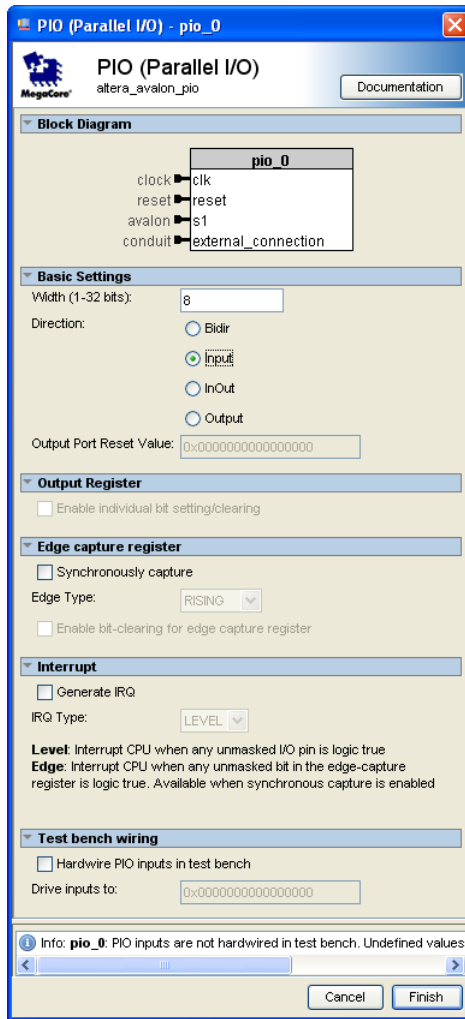 PIO (Parallel I/O) - pio_0
MegaCore'
PIO (Parallel I/O)
altera_avalon_pio
Documentation
Block Diagram
pio_0
clock clk
reset reset
avalon s1
conduit external_connection
Basic Settings
Width (1-32 bits): 8
Direction: Bidir
Input
InOut
Output
Output Port Reset Value: 0x0000000000000000
Output Register
Enable individual bit setting/clearing
Edge capture register
Synchronously capture
Edge Type: RISING
Enable bit-clearing for edge capture register
Interrupt
Generate IRQ
IRQ Type: LEVEL
Level: Interrupt CPU when any unmasked I/O pin is logic true
Edge: Interrupt CPU when any unmasked bit in the edge-capture
register is logic true. Available when synchronous capture is enabled
Test bench wiring
Hardwire PIO inputs in test bench
Drive inputs to: 0x0000000000000000
Info: pio_0: PIO inputs are not hardwired in test bench. Undefined values
Cancel Finish